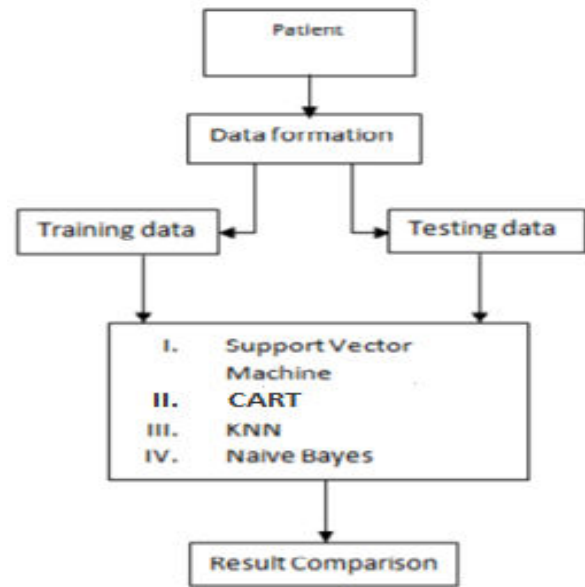 Patient
Data formation
Training data
Testing data
I. Support Vector
Machine
II. CART
III. KNN
IV. Naive Bayes
Result Comparison